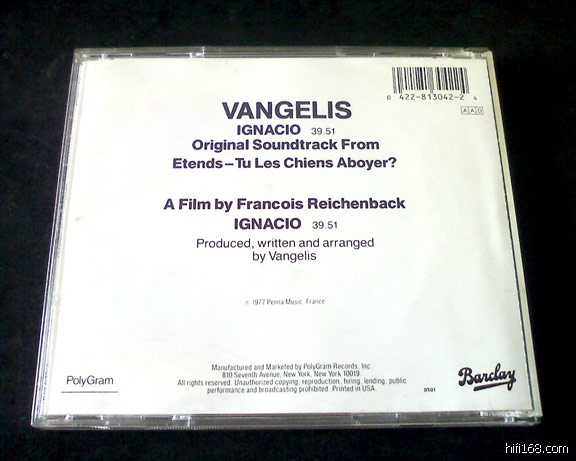 0 422-813042-2 4
AAD
VANGELIS
IGNACIO 39.51
Original Soundtrack From
Etends–Tu Les Chiens Aboyer?
A Film by Francois Reichenback
IGNACIO 39.51
Produced, written and arranged
by Vangelis
℗ 1977 Penna Music. France
Manufactured and Marketed by PolyGram Records, Inc.
810 Seventh Avenue, New York, New York 10019.
All rights reserved. Unauthorized copying, reproduction, hiring, lending, public
performance and broadcasting prohibited. Printed in USA
PolyGram
0501
Barclay
hifi168.com